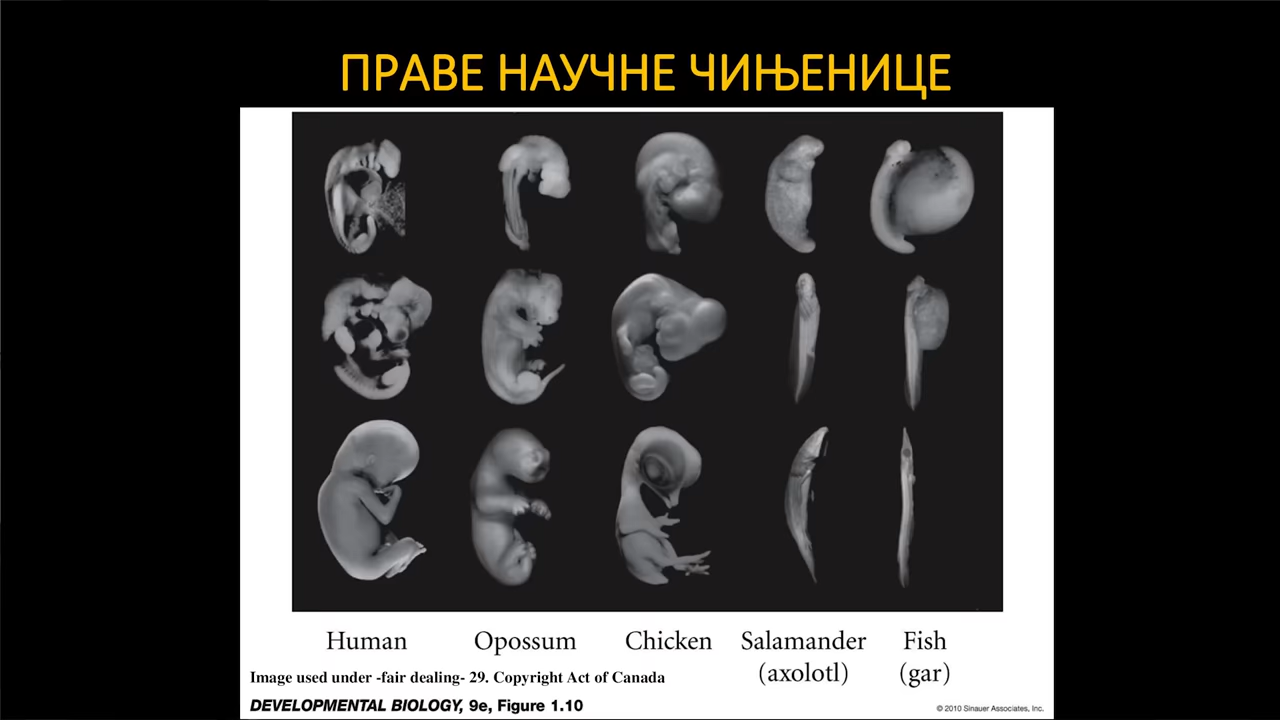 ПРАВЕ НАУЧНЕ ЧИЊЕНИЦЕ
Human Opossum Chicken Salamander Fish
(axolotl) (gar)
Image used under -fair dealing- 29. Copyright Act of Canada
DEVELOPMENTAL BIOLOGY, 9e, Figure 1.10
© 2010 Sinauer Associates, Inc.